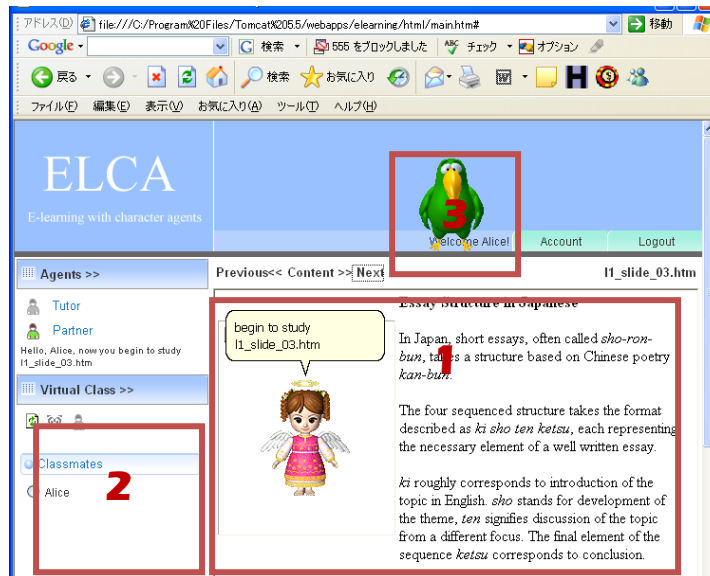 アドレス(D) file:///C:/Program%20Files/Tomcat%205.5/webapps/elearning/html/main.htm# 移動
Google 検索 555 をブロックしました チェック オプション
戻る 検索 お気に入り
ファイル(F) 編集(E) 表示(V) お気に入り(A) ツール(T) ヘルプ(H)
ELCA
E-learning with character agents
3
Welcome Alice! Account Logout
Agents >>
Tutor
Partner
Hello, Alice, now you begin to study
l1_slide_03.htm
Virtual Class >>
Classmates
Alice
2
Previous<< Content >> Next l1_slide_03.htm
Essay Structure in Japanese
begin to study
l1_slide_03.htm
1
In Japan, short essays, often called sho-ron-
bun, takes a structure based on Chinese poetry
kan-bun.
The four sequenced structure takes the format
described as ki sho ten ketsu, each representing
the necessary element of a well written essay.
ki roughly corresponds to introduction of the
topic in English. sho stands for development of
the theme, ten signifies discussion of the topic
from a different focus. The final element of the
sequence ketsu corresponds to conclusion.